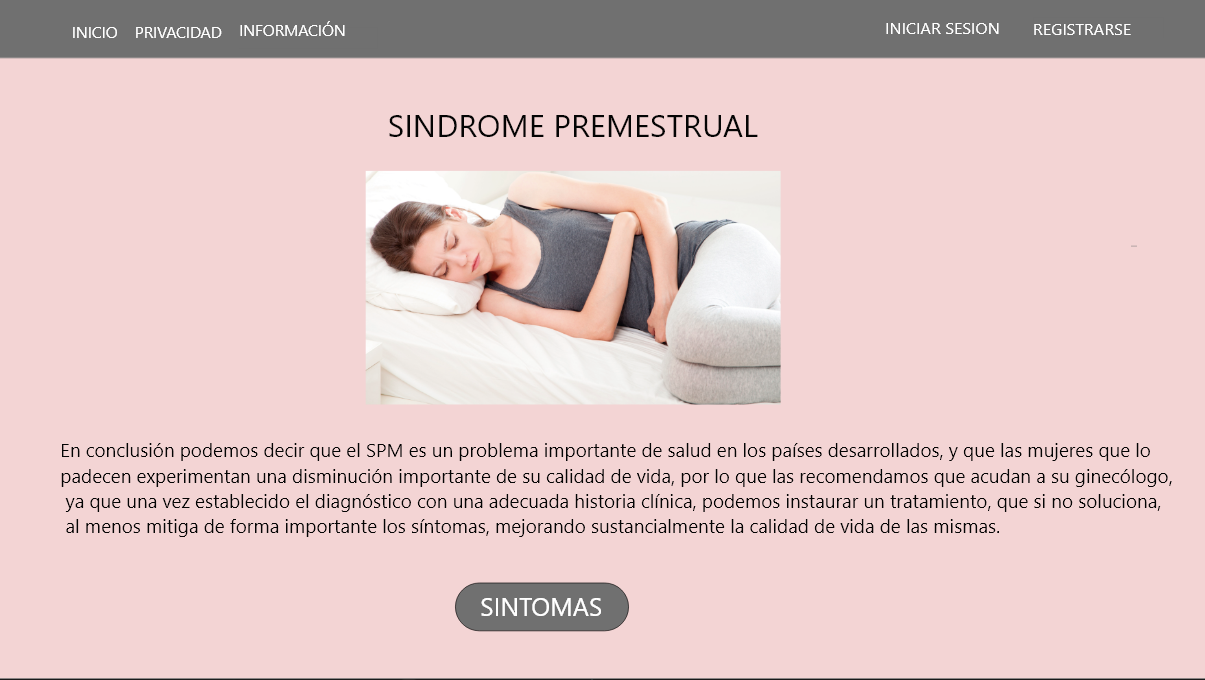 INICIO PRIVACIDAD INFORMACIÓN INICIAR SESION REGISTRARSE
SINDROME PREMESTRUAL
En conclusión podemos decir que el SPM es un problema importante de salud en los países desarrollados, y que las mujeres que lo
padecen experimentan una disminución importante de su calidad de vida, por lo que las recomendamos que acudan a su ginecólogo,
ya que una vez establecido el diagnóstico con una adecuada historia clínica, podemos instaurar un tratamiento, que si no soluciona,
al menos mitiga de forma importante los síntomas, mejorando sustancialmente la calidad de vida de las mismas.
SINTOMAS